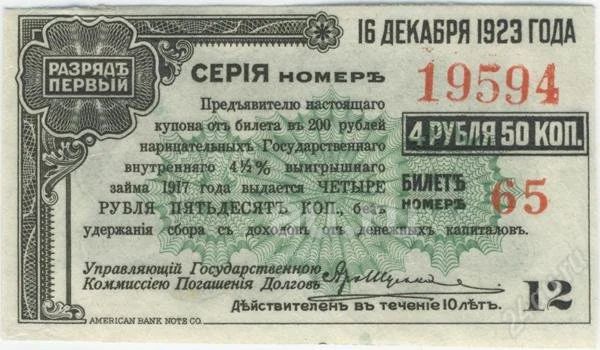 16 ДЕКАБРЯ 1923 ГОДА
РАЗРЯДЪ
ПЕРВЫЙ
СЕРІЯ НОМЕРЪ 19594
Предъявителю настоящаго
купона отъ билета въ 200 рублей
нарицательныхъ Государственнаго
внутренняго 4½% выигрышнаго
займа 1917 года выдается ЧЕТЫРЕ
РУБЛЯ ПЯТЬДЕСЯТЪ КОП., безъ
удержанія сбора съ доходовъ отъ денежныхъ капиталовъ.
4 РУБЛЯ 50 КОП.
БИЛЕТЪ
НОМЕРЪ 65
Управляющій Государственною
Коммиссіею Погашенія Долговъ
Дѣйствителенъ въ теченіе 10 лѣтъ.
12
AMERICAN BANK NOTE CO.